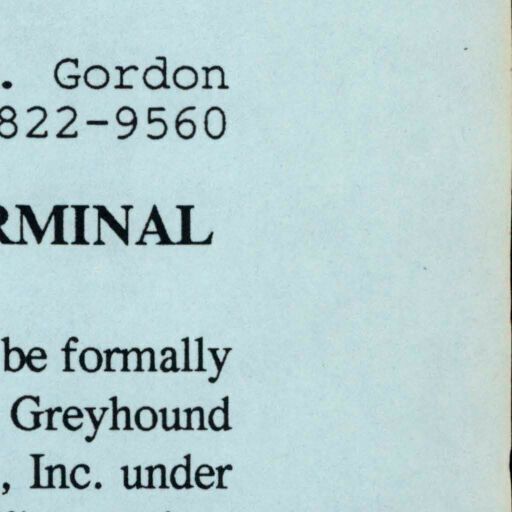 . Gordon
822-9560
RMINAL
be formally
Greyhound
, Inc. under